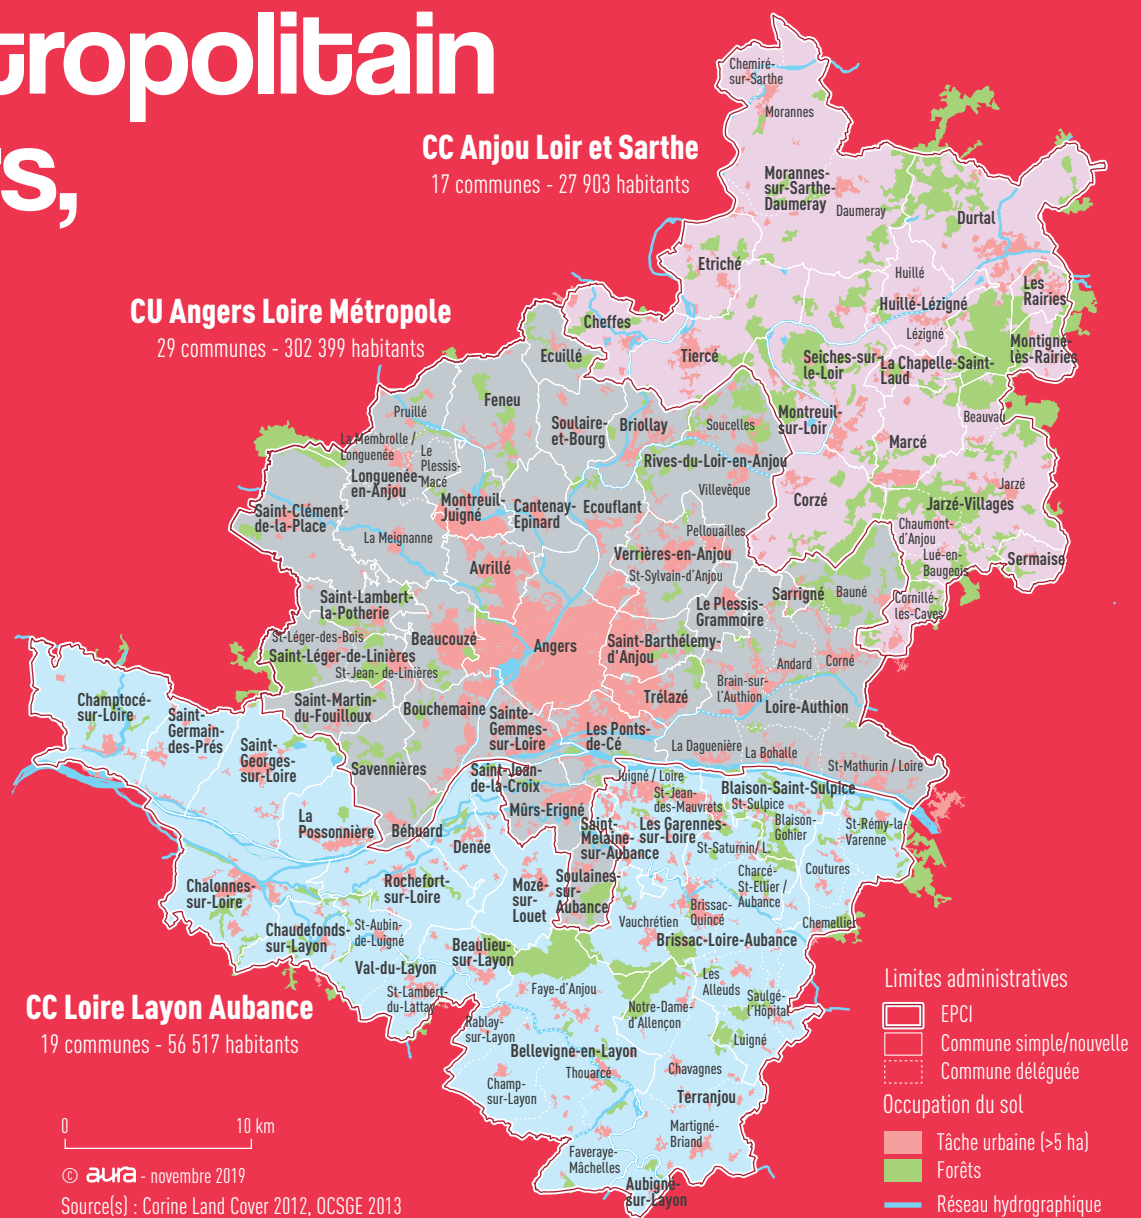 tropolitain
s,
CC Anjou Loir et Sarthe
17 communes - 27 903 habitants
CU Angers Loire Métropole
29 communes - 302 399 habitants
Chemiré-
sur-Sarthe
Morannes
Morannes-
sur-Sarthe-
Daumeray
Daumeray
Durtal
Etriché
Huillé
Les
Rairies
Huillé-Lézigné
Cheffes
Lézigné
Montigné-
lès-Rairies
Ecuillé
Tiercé
Seiches-sur-
le-Loir
La Chapelle-Saint-
Laud
Feneu
Pruillé
Soulaire-
et-Bourg
Briollay
Soucelles
Montreuil-
sur-Loir
Beauvau
Marcé
La Membrolle /
Longuenée
Le
Plessis-
Macé
Longuenée-
en-Anjou
Rives-du-Loir-en-Anjou
Villevêque
Corzé
Jarzé
Jarzé-Villages
Saint-Clément-
de-la-Place
Montreuil-
Juigné
Cantenay-
Epinard
Ecouflant
La Meignanne
Pellouailles
Chaumont-
d'Anjou
Lué-en-
Baugeois
Sermaise
Avrillé
Verrières-en-Anjou
St-Sylvain-d'Anjou
Saint-Lambert-
la-Potherie
Le Plessis-
Grammoire
Sarrigné
Bauné
Cornillé-
les-Caves
St-Léger-des-Bois
Beaucouzé
Angers
Saint-Barthélemy-
d'Anjou
Saint-Léger-de-Linières
St-Jean- de-Linières
Andard
Corné
Champtocé-
sur-Loire
Saint-
Germain-
des-Prés
Saint-Martin-
du-Fouilloux
Bouchemaine
Sainte-
Gemmes-
sur-Loire
Trélazé
Brain-sur-
l'Authion
Loire-Authion
Les Ponts-
de-Cé
Saint-
Georges-
sur-Loire
Savennières
La Daguenière
La Bohalle
St-Mathurin / Loire
Saint-Jean-
de-la-Croix
Juigné / Loire
St-Jean-
des-Mauvrets
Blaison-Saint-Sulpice
St-Sulpice
La
Possonnière
Béhuard
Mûrs-Erigné
Denée
Saint-
Melaine-
sur-Aubance
Les Garennes-
sur-Loire
Blaison-
Gohier
St-Rémy-la-
Varenne
St-Saturnin/ L.
Chalonnes-
sur-Loire
Rochefort-
sur-Loire
Mozé-
sur-
Louet
Soulaines-
sur-
Aubance
Charcé-
St-Ellier /
Aubance
Coutures
Brissac-
Quincé
Vauchrétien
Chemellier
Chaudefonds-
sur-Layon
St-Aubin-
de-Luigné
Brissac-Loire-Aubance
Beaulieu-
sur-Layon
Val-du-Layon
St-Lambert-
du-Lattay
Faye-d'Anjou
Les
Alleuds
Saulgé-
l'Hôpital
Notre-Dame-
d'Allençon
Luigné
Rablay-
sur-Layon
Bellevigne-en-Layon
Thouarcé
Chavagnes
Champ-
sur-Layon
Terranjou
Martigné-
Briand
Faveraye-
Mâchelles
Aubigné-
sur-Layon
CC Loire Layon Aubance
19 communes - 56 517 habitants
Limites administratives
EPCI
Commune simple/nouvelle
Commune déléguée
Occupation du sol
Tâche urbaine (>5 ha)
Forêts
Réseau hydrographique
0 10 km
© aura - novembre 2019
Source(s) : Corine Land Cover 2012, OCSGE 2013